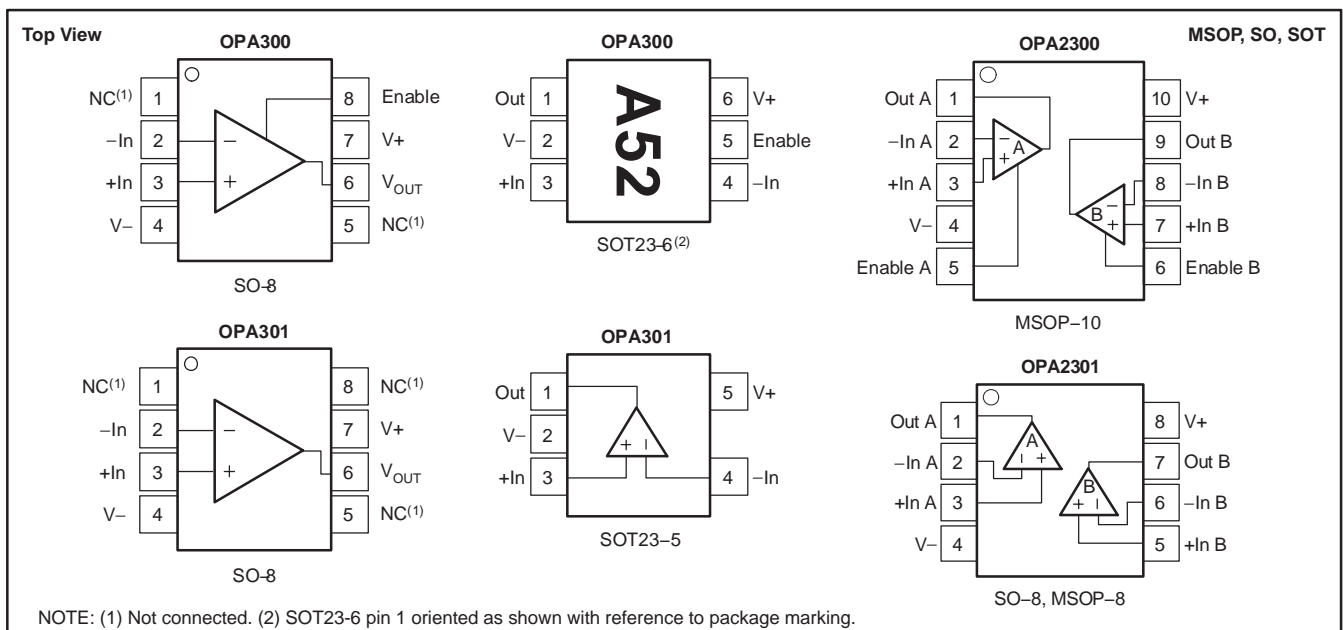 Top View
MSOP, SO, SOT
OPA300
NC(1) 1
−In 2
+In 3
V− 4
8 Enable
7 V+
6 VOUT
5 NC(1)
− +
SO−8
OPA300
Out 1
V− 2
+In 3
A52
6 V+
5 Enable
4 −In
SOT23-6(2)
OPA2300
Out A 1
−In A 2
+In A 3
V− 4
Enable A 5
10 V+
9 Out B
8 −In B
7 +In B
6 Enable B
− + A
B − +
MSOP−10
OPA301
NC(1) 1
−In 2
+In 3
V− 4
8 NC(1)
7 V+
6 VOUT
5 NC(1)
− +
SO−8
OPA301
Out 1
V− 2
+In 3
5 V+
4 −In
+ −
SOT23−5
OPA2301
Out A 1
−In A 2
+In A 3
V− 4
8 V+
7 Out B
6 −In B
5 +In B
A − +
B + −
SO−8, MSOP−8
NOTE: (1) Not connected. (2) SOT23-6 pin 1 oriented as shown with reference to package marking.